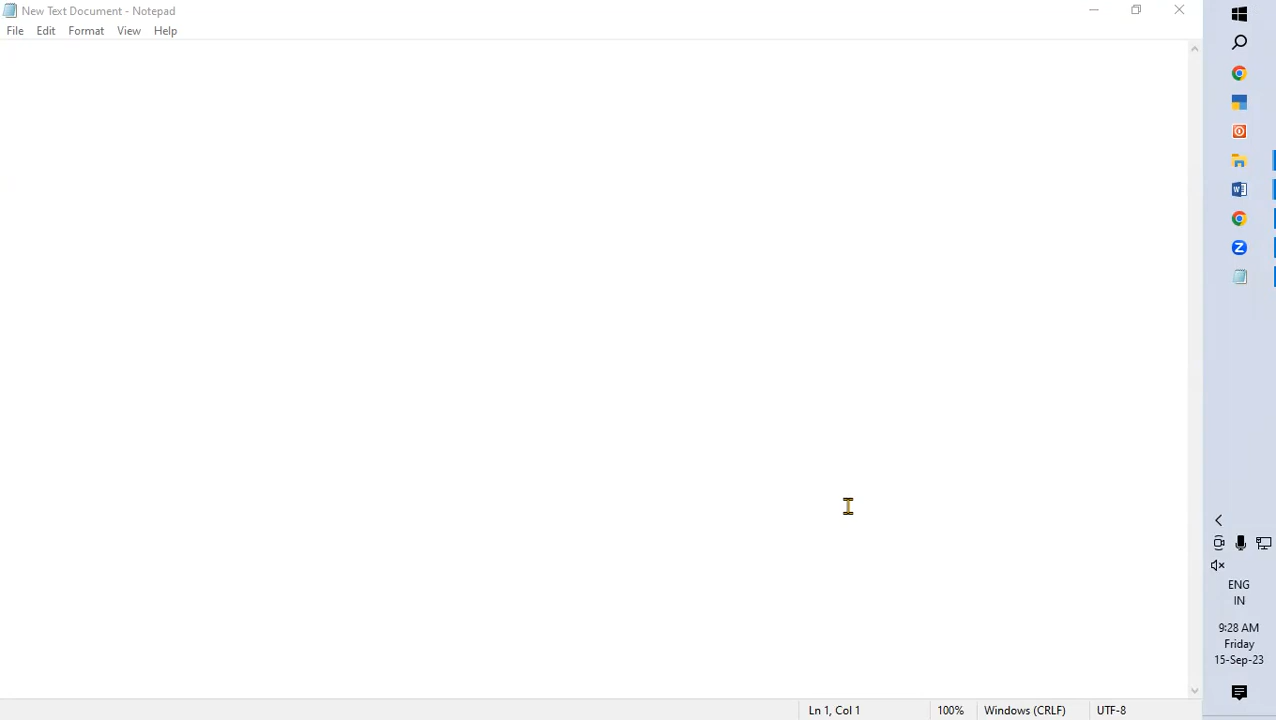 New Text Document - Notepad
File Edit Format View Help
ENG
IN
9:28 AM
Friday
15-Sep-23
Ln 1, Col 1 100% Windows (CRLF) UTF-8